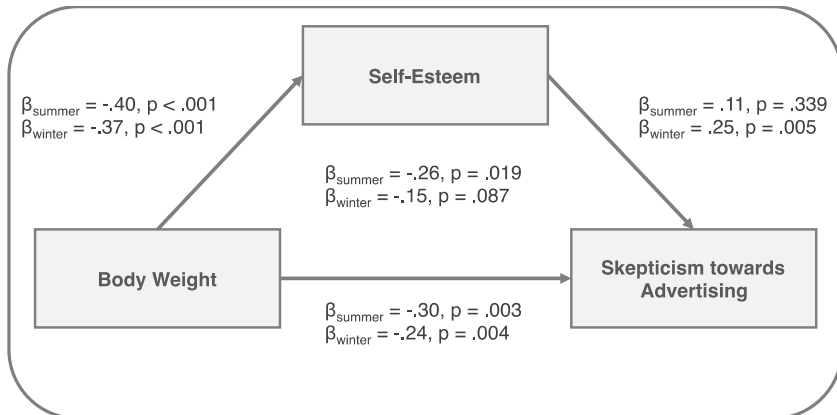 Self-Esteem
βsummer = -.40, p < .001
βwinter = -.37, p < .001
βsummer = .11, p = .339
βwinter = .25, p = .005
βsummer = -.26, p = .019
βwinter = -.15, p = .087
Body Weight
Skepticism towards
Advertising
βsummer = -.30, p = .003
βwinter = -.24, p = .004